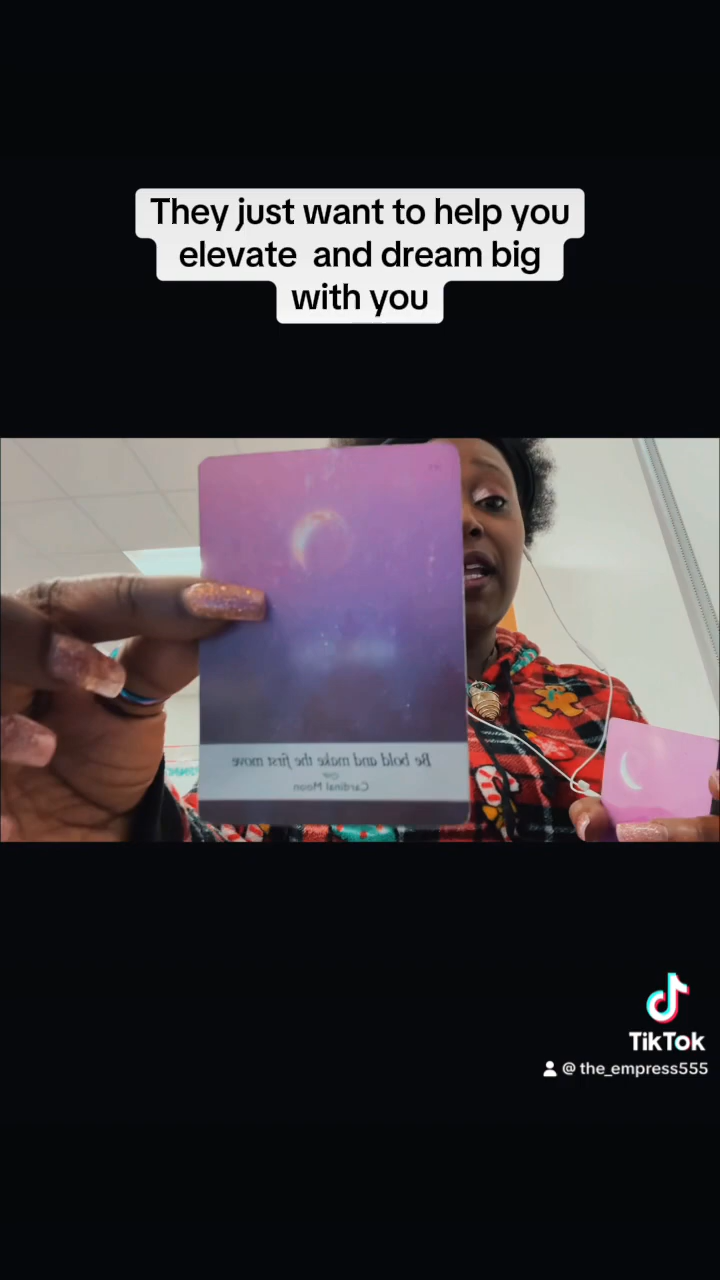 They just want to help you
elevate  and dream big
with you
Be bold and make the first move
Cardinal Moon
TikTok
@ the_empress555